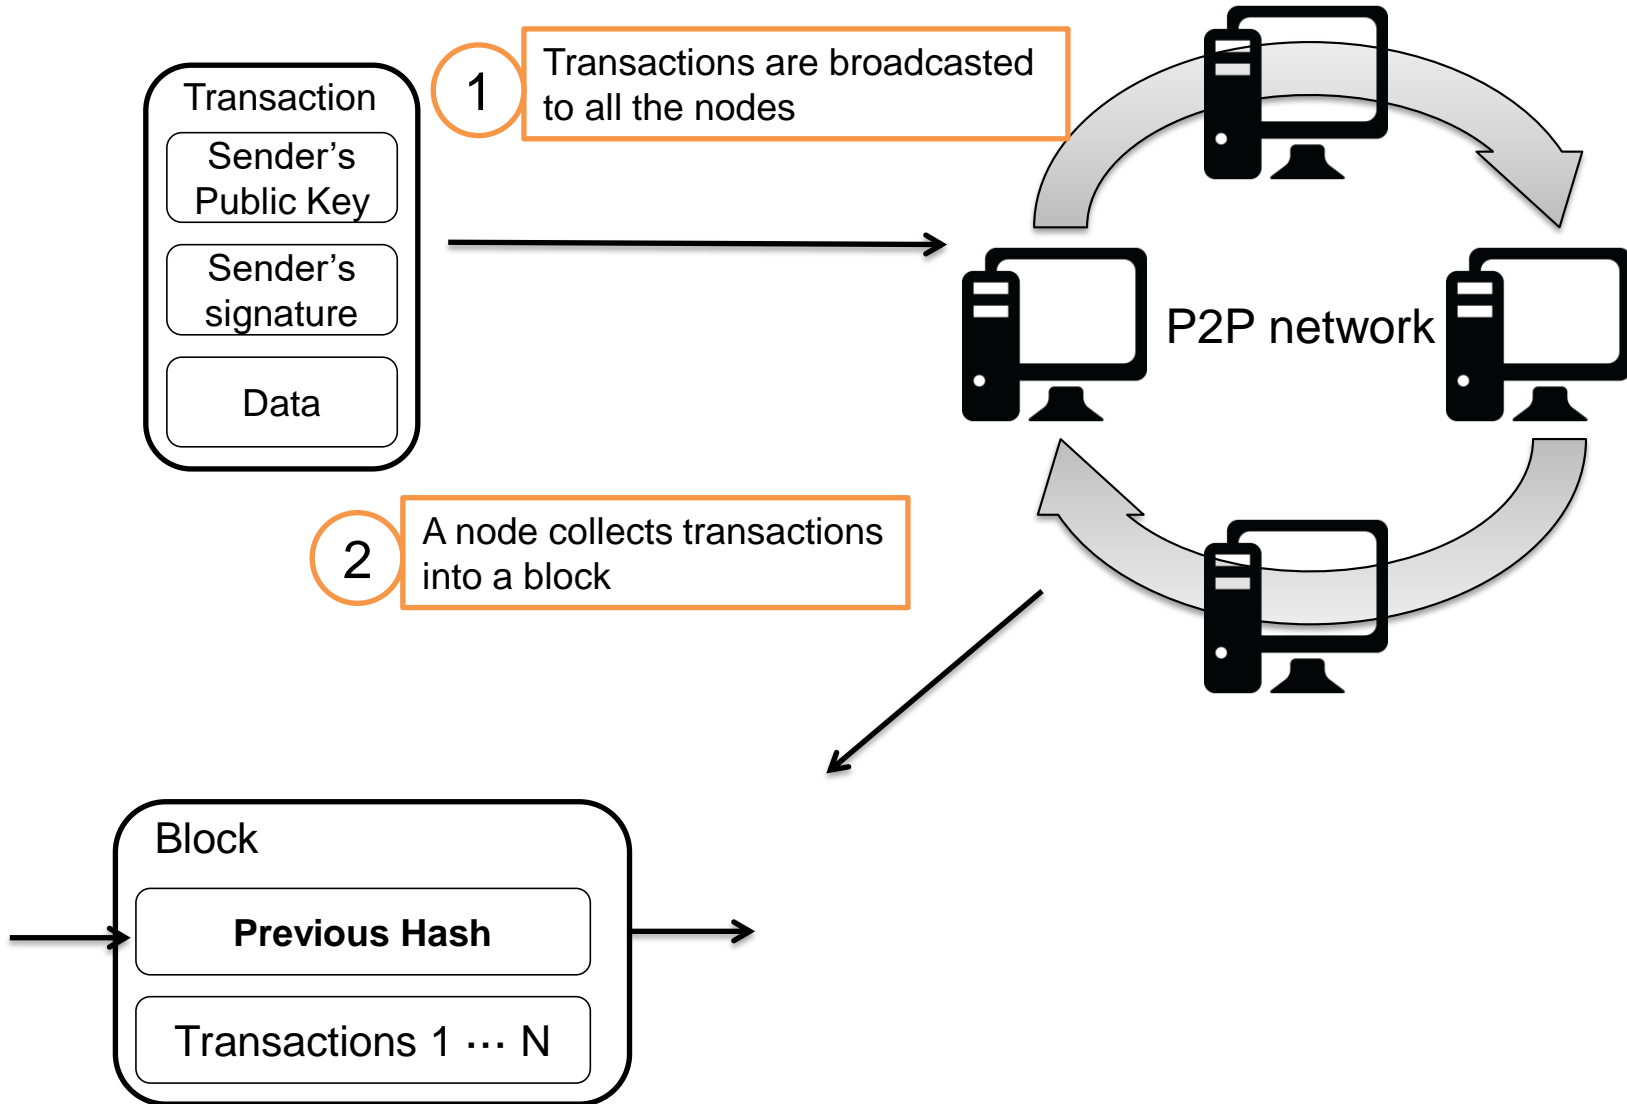 Transaction
Sender’s
Public Key
Sender’s
signature
Data
1
Transactions are broadcasted
to all the nodes
P2P network
2
A node collects transactions
into a block
Block
Previous Hash
Transactions 1 ⋯ N